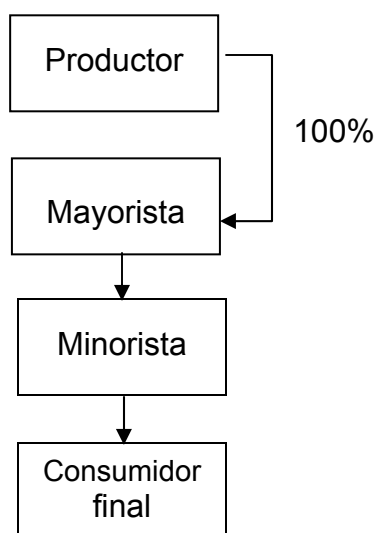 Productor
100%
Mayorista
Minorista
Consumidor
final